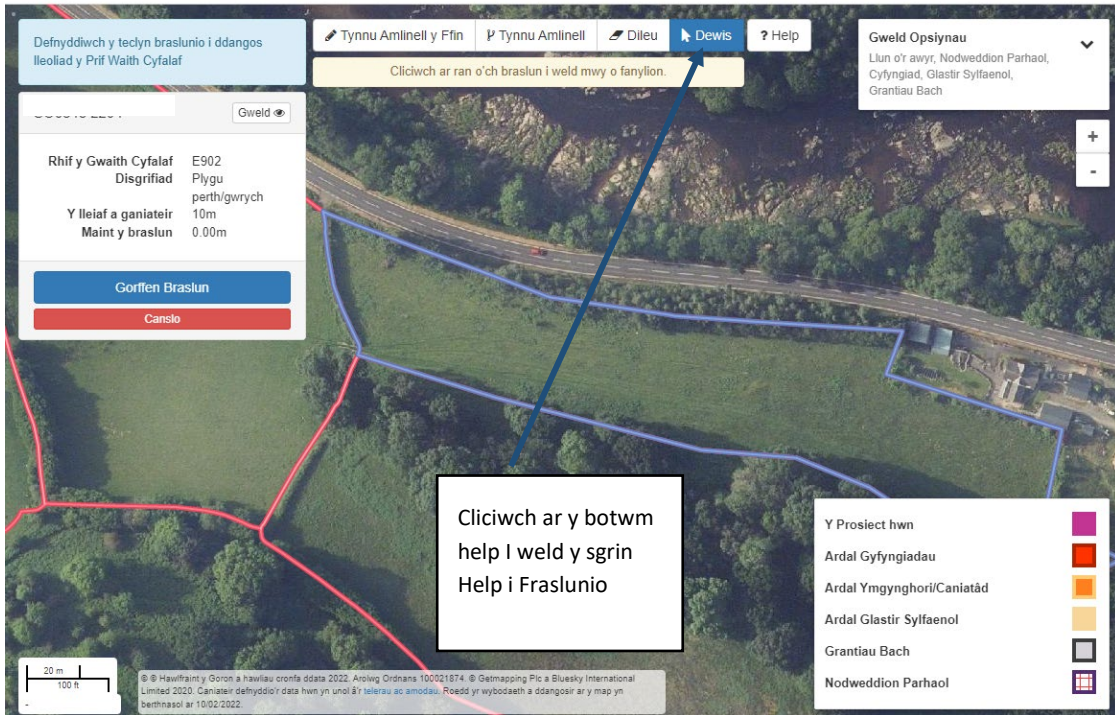 Defnyddiwch y teclyn braslunio i ddangos
lleoliad y Prif Waith Cyfalaf
Tynnu Amlinell y Ffin
Tynnu Amlinell
Dileu
Dewis
? Help
Cliciwch ar ran o'ch braslun i weld mwy o fanylion.
Gweld Opsiynau
Llun o'r awyr, Nodweddion Parhaol,
Cyfyngiad, Glastir Sylfaenol,
Grantiau Bach
+
-
Gweld
Rhif y Gwaith Cyfalaf E902
Disgrifiad Plygu
perth/gwrych
Y lleiaf a ganiateir 10m
Maint y braslun 0.00m
Gorffen Braslun
Canslo
Cliciwch ar y botwm
help I weld y sgrin
Help i Fraslunio
Y Prosiect hwn
Ardal Gyfyngiadau
Ardal Ymgynghori/Caniatâd
Ardal Glastir Sylfaenol
Grantiau Bach
Nodweddion Parhaol
20 m
100 ft
-
© © Hawlfraint y Goron a hawliau cronfa ddata 2022. Arolwg Ordnans 100021874. © Getmapping Plc a Bluesky International
Limited 2020. Caniateir defnyddio'r data hwn yn unol â'r telerau ac amodau. Roedd yr wybodaeth a ddangosir ar y map yn
berthnasol ar 10/02/2022.